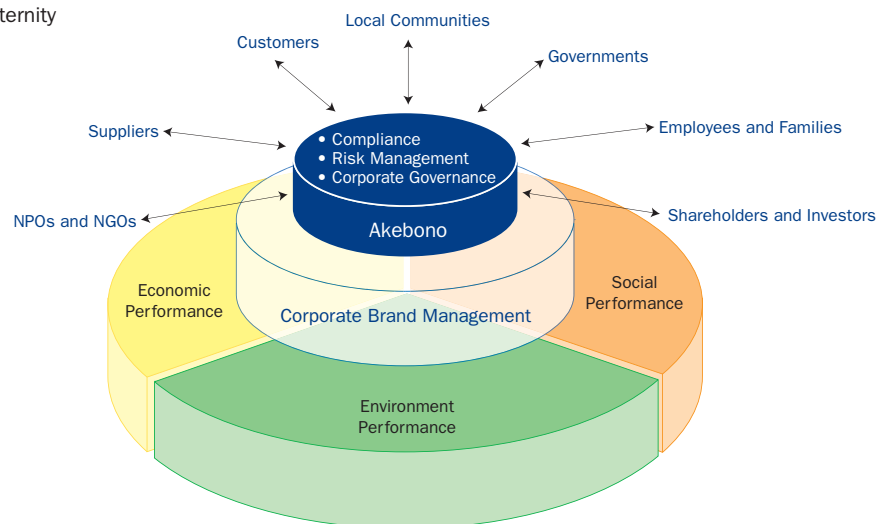 ternity
Local Communities
Customers
Governments
Suppliers
Employees and Families
• Compliance
• Risk Management
• Corporate Governance
NPOs and NGOs
Shareholders and Investors
Akebono
Economic
Performance
Social
Performance
Corporate Brand Management
Environment
Performance